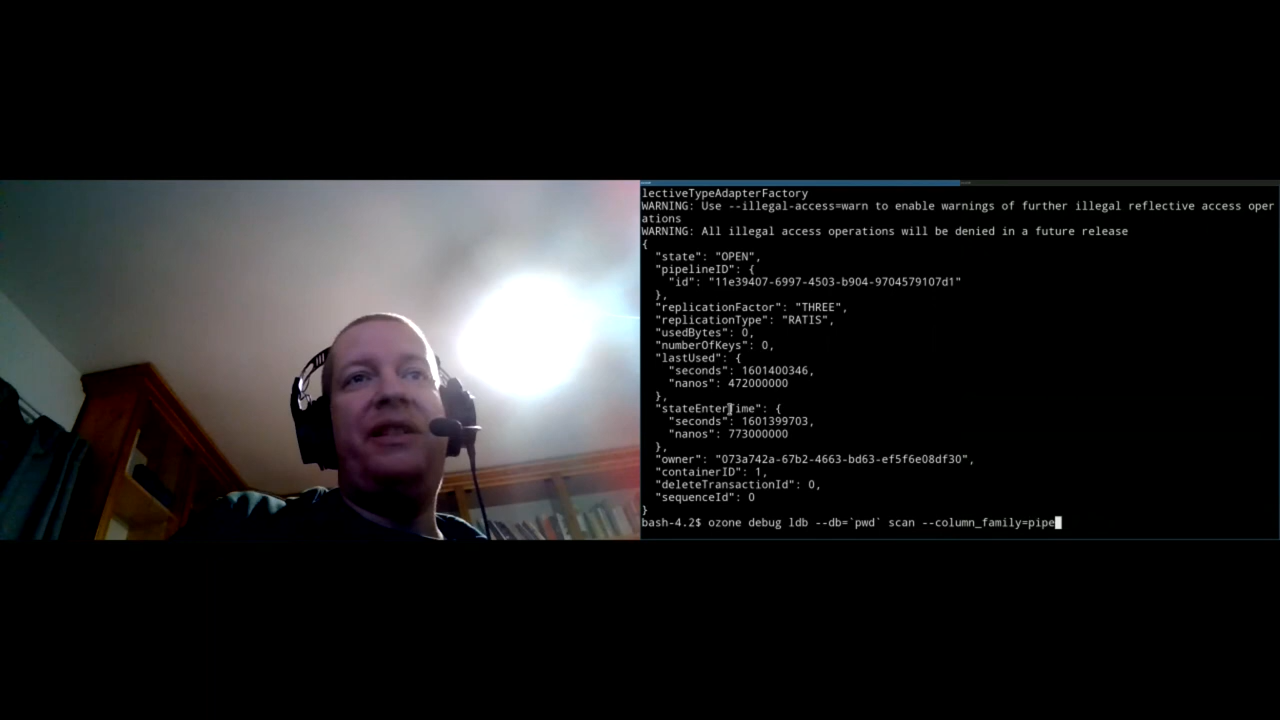 lectiveTypeAdapterFactory
WARNING: Use --illegal-access=warn to enable warnings of further illegal reflective access oper
ations
WARNING: All illegal access operations will be denied in a future release
{
  "state": "OPEN",
  "pipelineID": {
    "id": "11e39407-6997-4503-b904-9704579107d1"
  },
  "replicationFactor": "THREE",
  "replicationType": "RATIS",
  "usedBytes": 0,
  "numberOfKeys": 0,
  "lastUsed": {
    "seconds": 1601400346,
    "nanos": 472000000
  },
  "stateEnterTime": {
    "seconds": 1601399703,
    "nanos": 773000000
  },
  "owner": "073a742a-67b2-4663-bd63-ef5f6e08df30",
  "containerID": 1,
  "deleteTransactionId": 0,
  "sequenceId": 0
}
bash-4.2$ ozone debug ldb --db=`pwd` scan --column_family=pipe